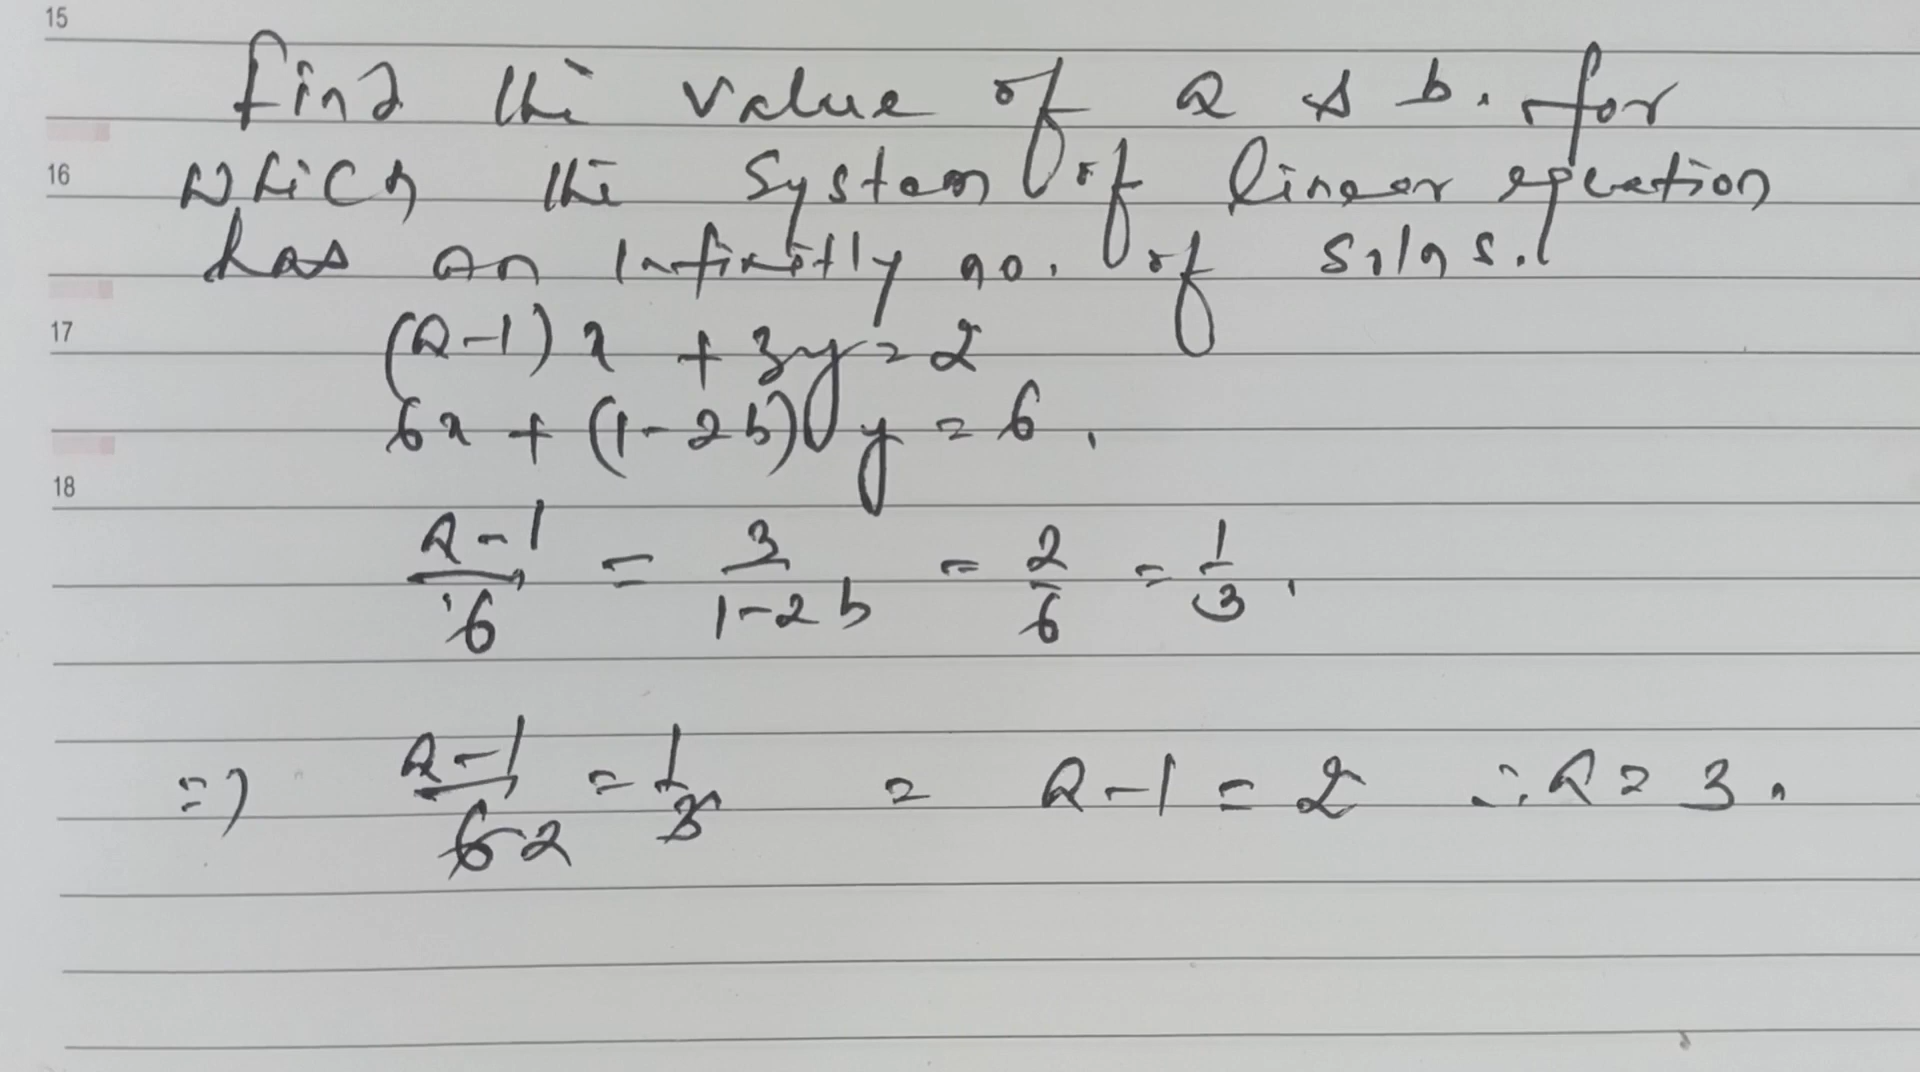 15
find the value of a & b. for
16 which the system of linear equation
has an infinitly no. of solns.
17 (a-1) x + 3y = 2
6x + (1-2b) y = 6.
18
a-1/6 = 3/1-2b = 2/6 = 1/3.
=) a-1/6 2 = 1/3 = a-1 = 2 ∴ a = 3.